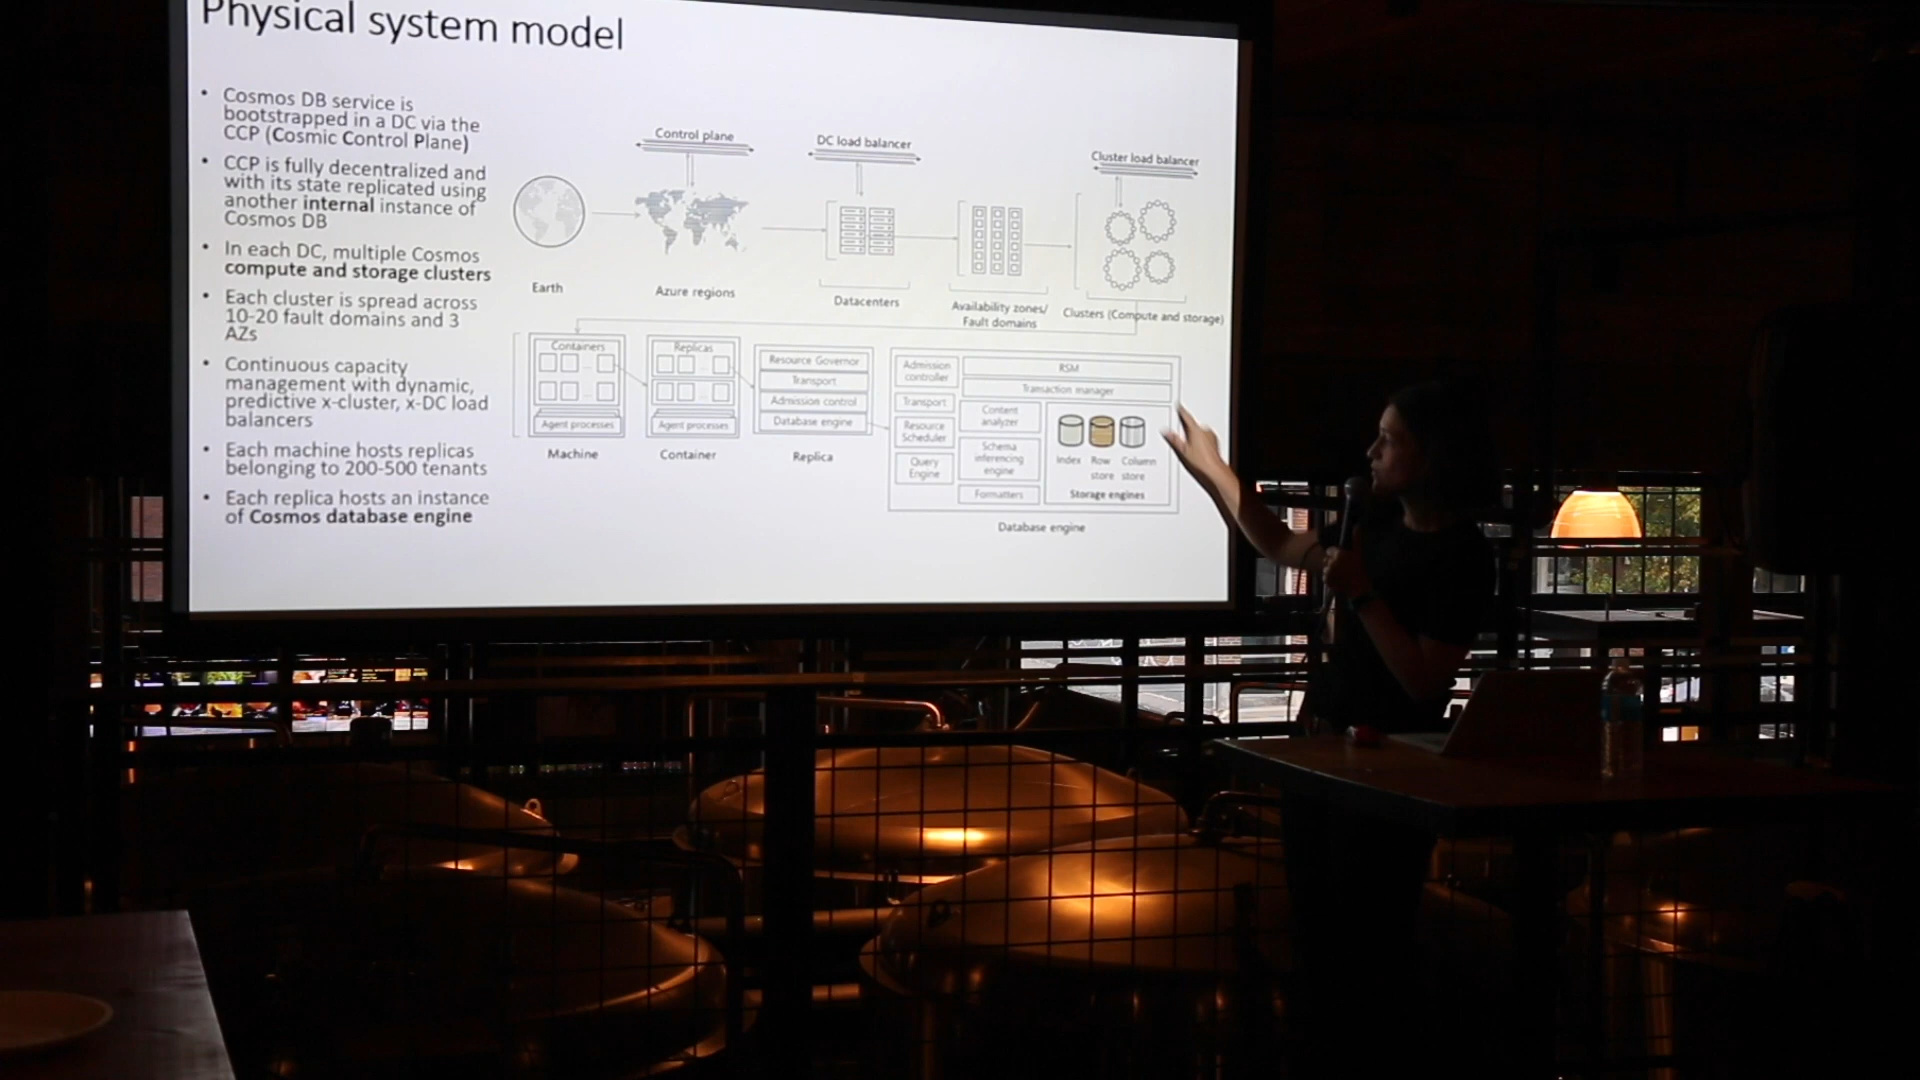 Physical system model
• Cosmos DB service is
bootstrapped in a DC via the
CCP (Cosmic Control Plane)
• CCP is fully decentralized and
with its state replicated using
another internal instance of
Cosmos DB
• In each DC, multiple Cosmos
compute and storage clusters
• Each cluster is spread across
10-20 fault domains and 3
AZs
• Continuous capacity
management with dynamic,
predictive x-cluster, x-DC load
balancers
• Each machine hosts replicas
belonging to 200-500 tenants
• Each replica hosts an instance
of Cosmos database engine
Control plane
DC load balancer
Cluster load balancer
Earth
Azure regions
Datacenters
Availability zones/
Fault domains
Clusters (Compute and storage)
Containers
Agent processes
Machine
Replicas
Agent processes
Container
Resource Governor
Transport
Admission control
Database engine
Replica
Admission
controller
Transport
Resource
Scheduler
Query
Engine
RSM
Transaction manager
Content
analyzer
Schema
inferencing
engine
Formatters
Index
Row
store
Column
store
Storage engines
Database engine